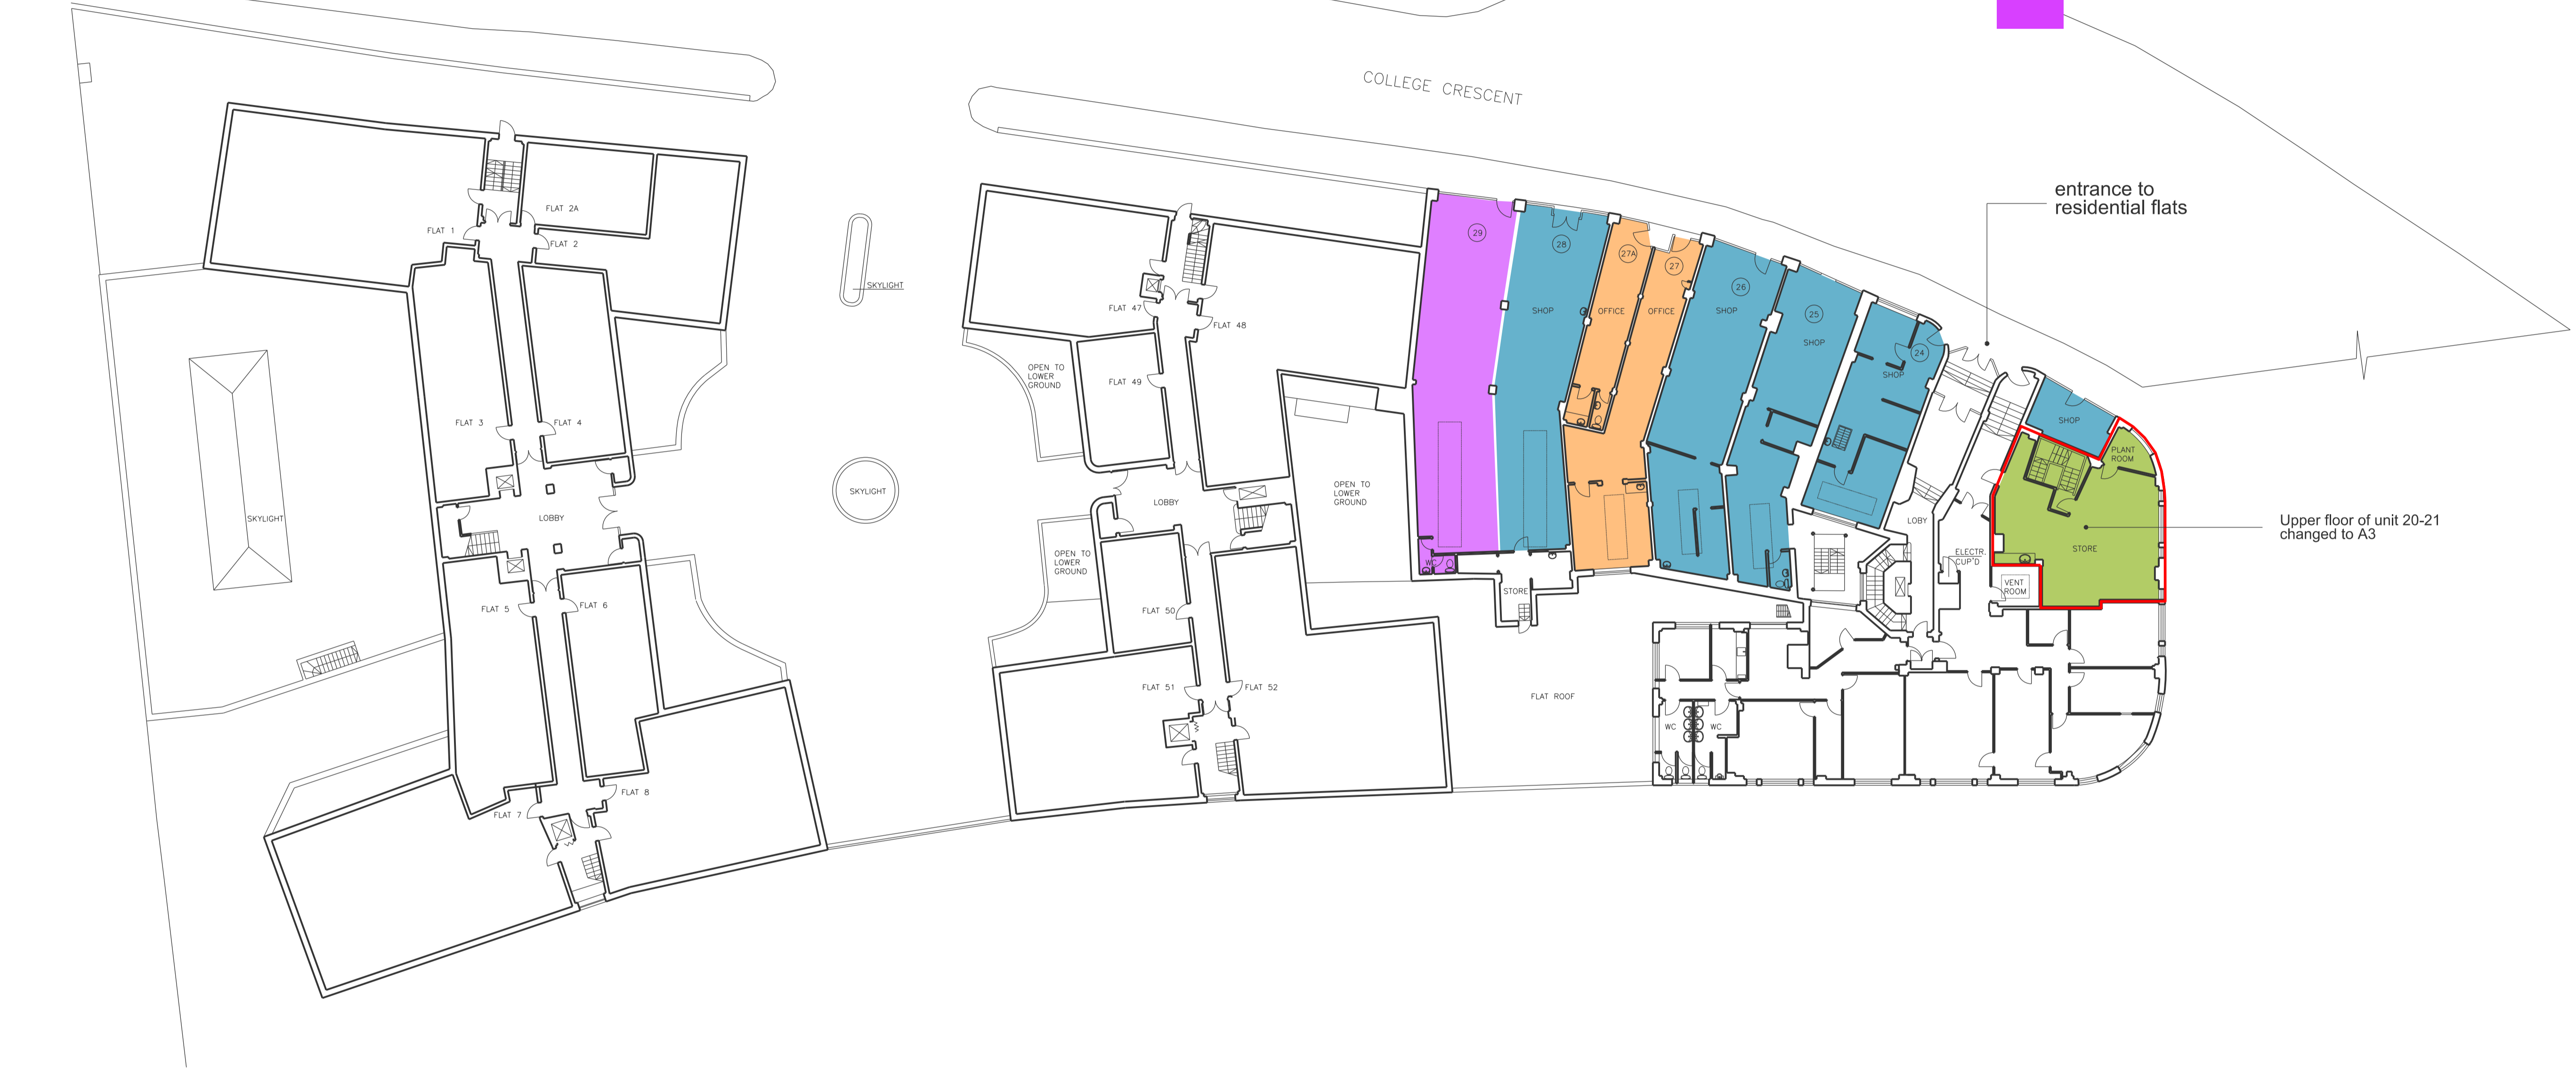 COLLEGE CRESCENT
entrance to
residential flats
FLAT 2A
FLAT 1
FLAT 2
SKYLIGHT
FLAT 47
FLAT 48
29
28
27A
27
26
25
24
SHOP
OFFICE
OFFICE
SHOP
SHOP
SHOP
SHOP
OPEN TO
LOWER
GROUND
FLAT 49
FLAT 3
FLAT 4
PLANT
ROOM
SKYLIGHT
SKYLIGHT
LOBBY
LOBBY
OPEN TO
LOWER
GROUND
LOBY
Upper floor of unit 20-21
changed to A3
STORE
OPEN TO
LOWER
GROUND
WC
ELECTR.
CUP'D
VENT
ROOM
STORE
FLAT 5
FLAT 6
FLAT 50
FLAT 51
FLAT 52
FLAT ROOF
WC
WC
FLAT 8
FLAT 7